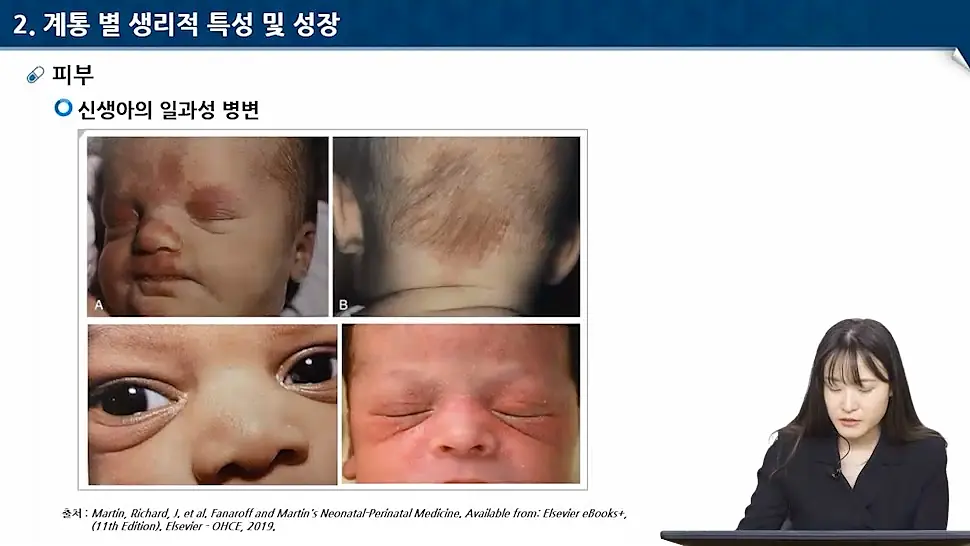 2. 계통 별 생리적 특성 및 성장
피부
신생아의 일과성 병변
A
B
출처 : Martin, Richard, J, et al. Fanaroff and Martin's Neonatal-Perinatal Medicine. Available from: Elsevier eBooks+,
(11th Edition). Elsevier - OHCE, 2019.